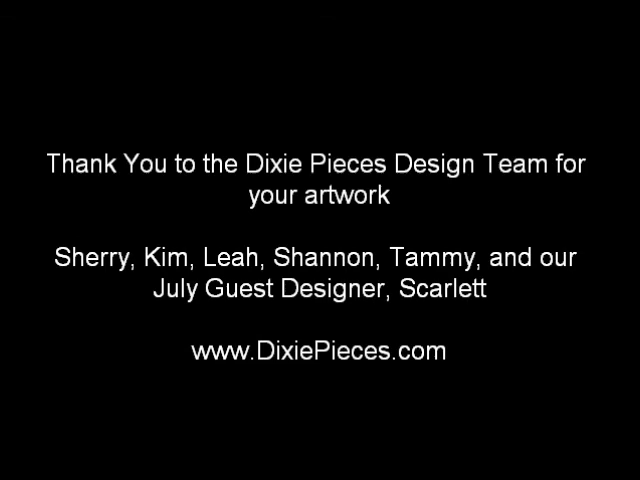 Thank You to the Dixie Pieces Design Team for
your artwork
Sherry, Kim, Leah, Shannon, Tammy, and our
July Guest Designer, Scarlett
www.DixiePieces.com